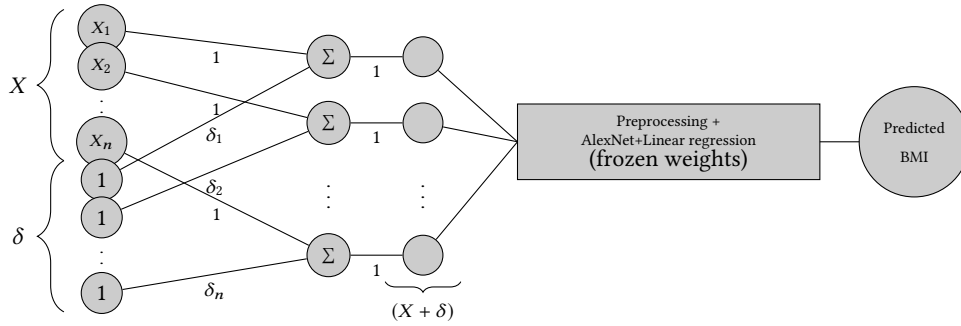 X
δ
X₁
X₂
⋮
Xₙ
1
1
⋮
1
1
1
δ₁
δ₂
1
δₙ
Σ
Σ
⋮
Σ
1
1
⋮
1
(X + δ)
Preprocessing +
AlexNet+Linear regression
(frozen weights)
Predicted
BMI